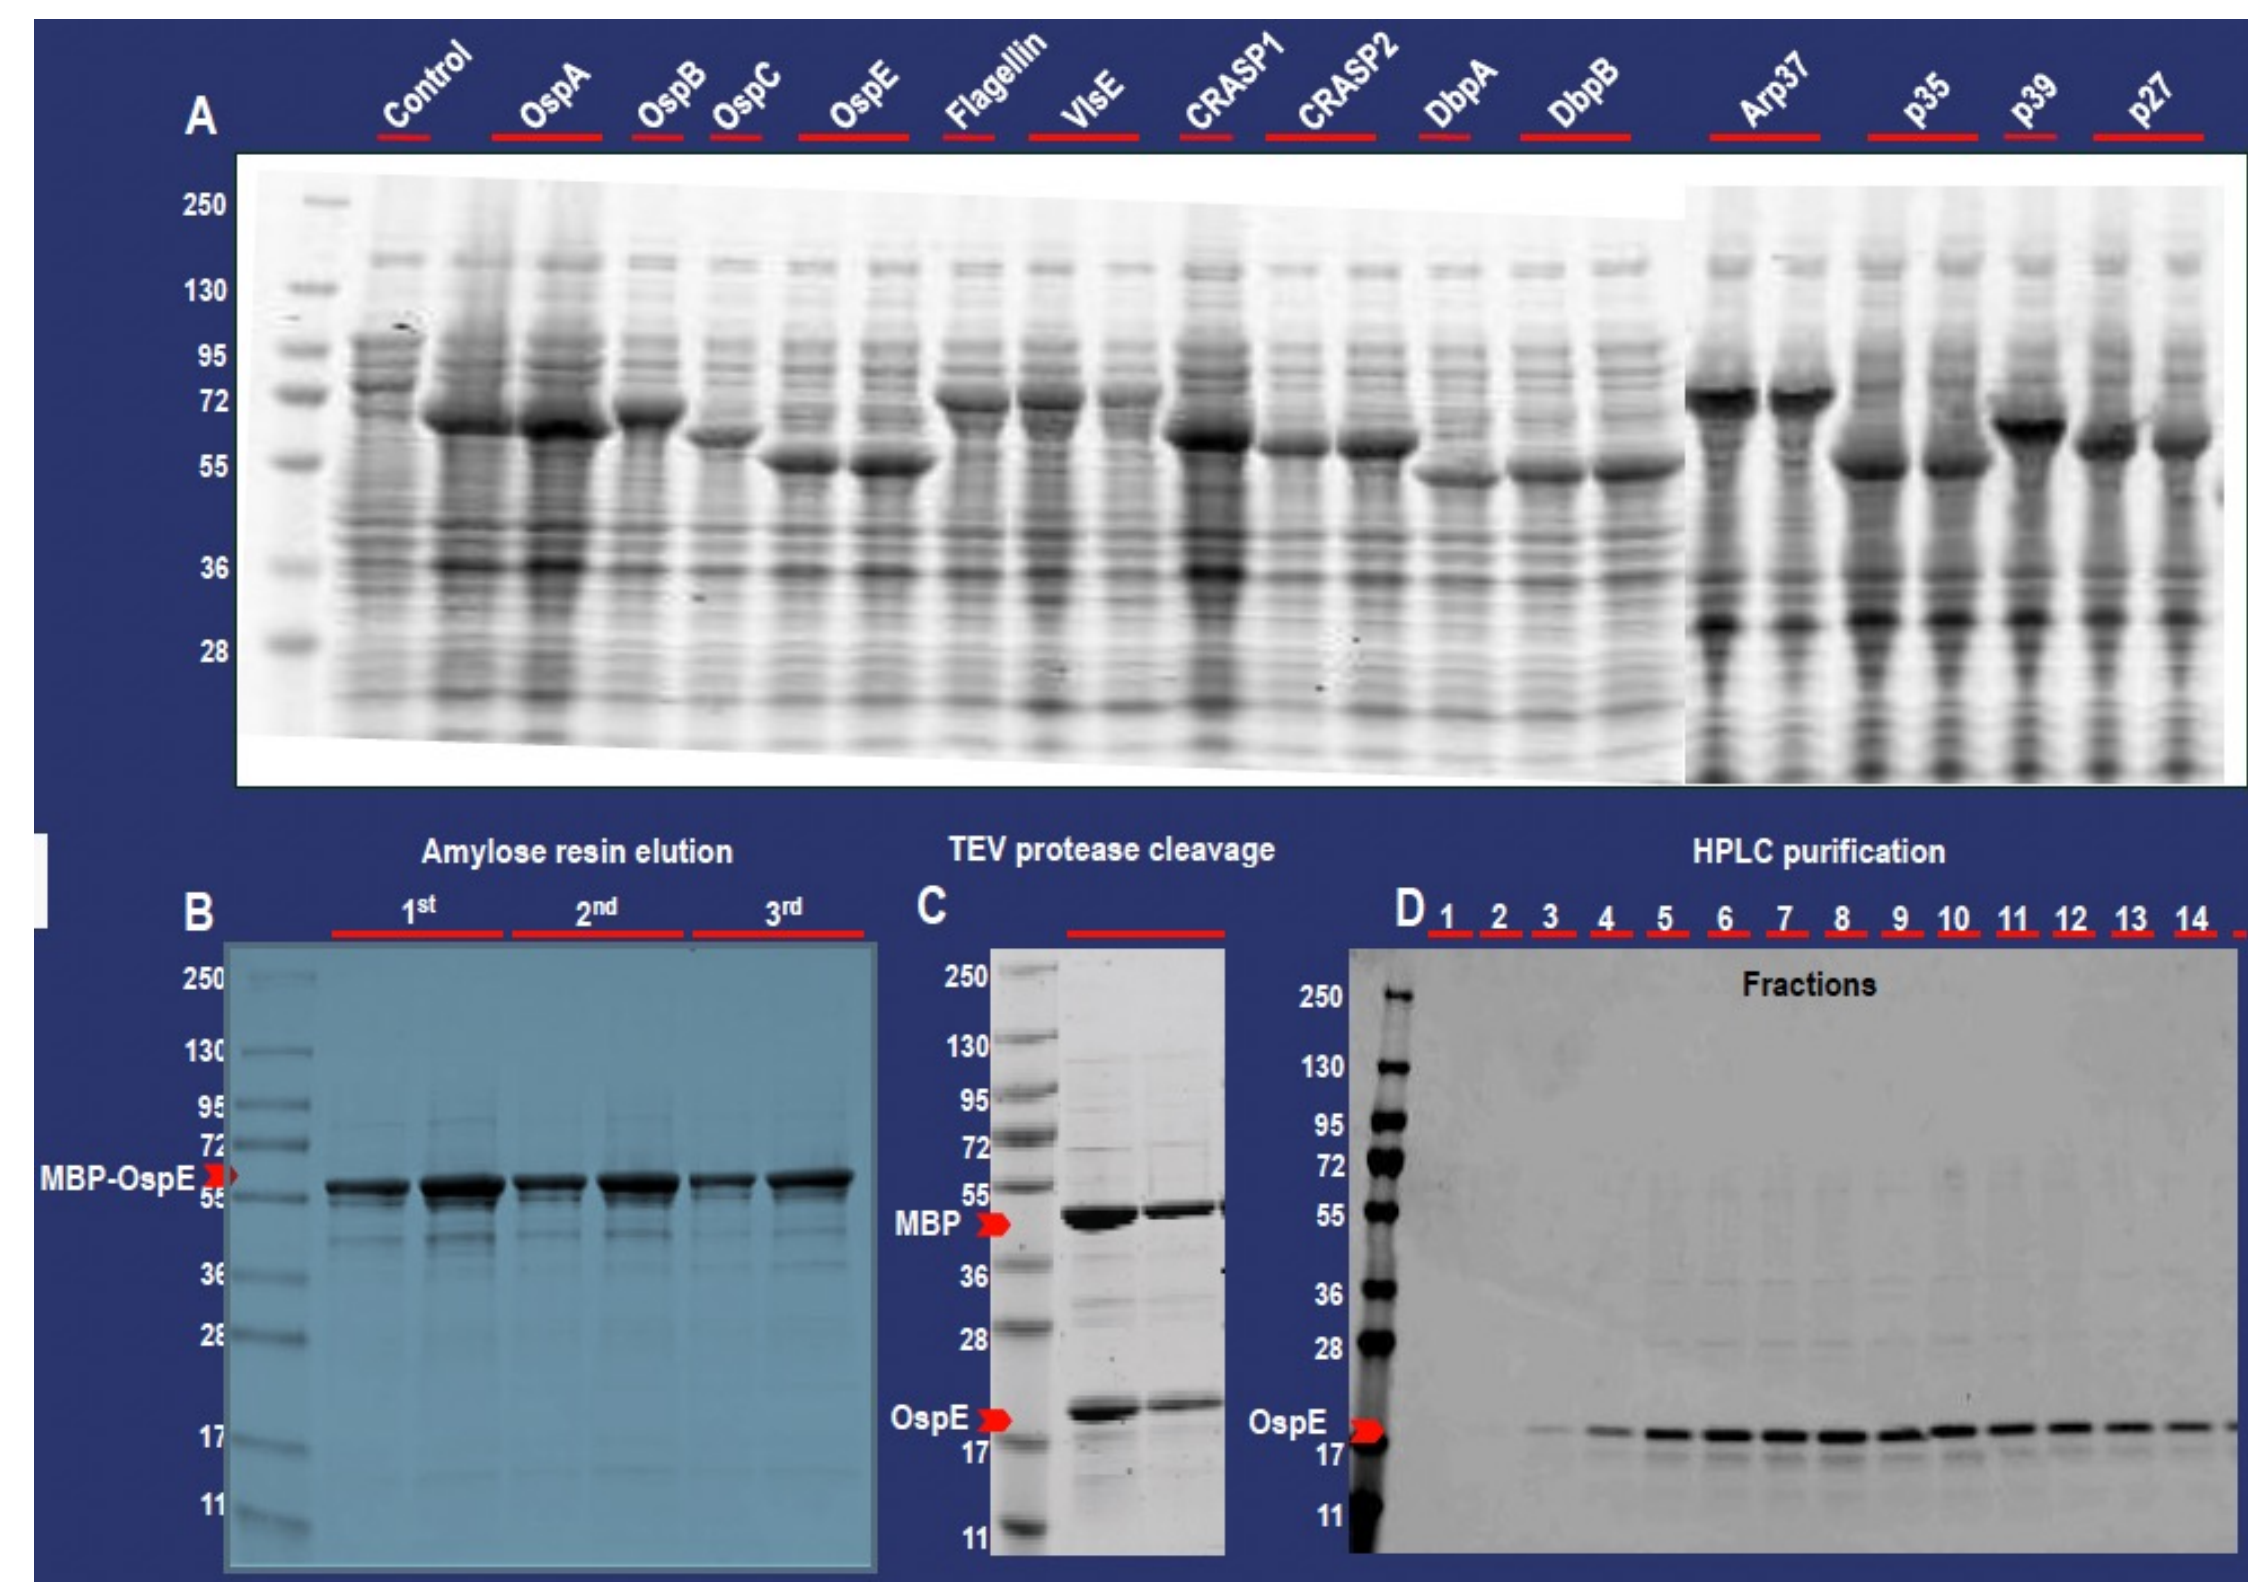 A Control OspA OspB OspC OspE Flagellin VlsE CRASP1 CRASP2 DbpA DbpB Arp37 p35 p39 p27
250
130
95
72
55
36
28
Amylose resin elution
TEV protease cleavage
HPLC purification
B 1st 2nd 3rd
250
130
95
72
MBP-OspE
55
36
28
17
11
C
250
130
95
72
55
MBP
36
28
OspE
17
11
D 1 2 3 4 5 6 7 8 9 10 11 12 13 14
Fractions
250
130
95
72
55
36
28
OspE
17
11